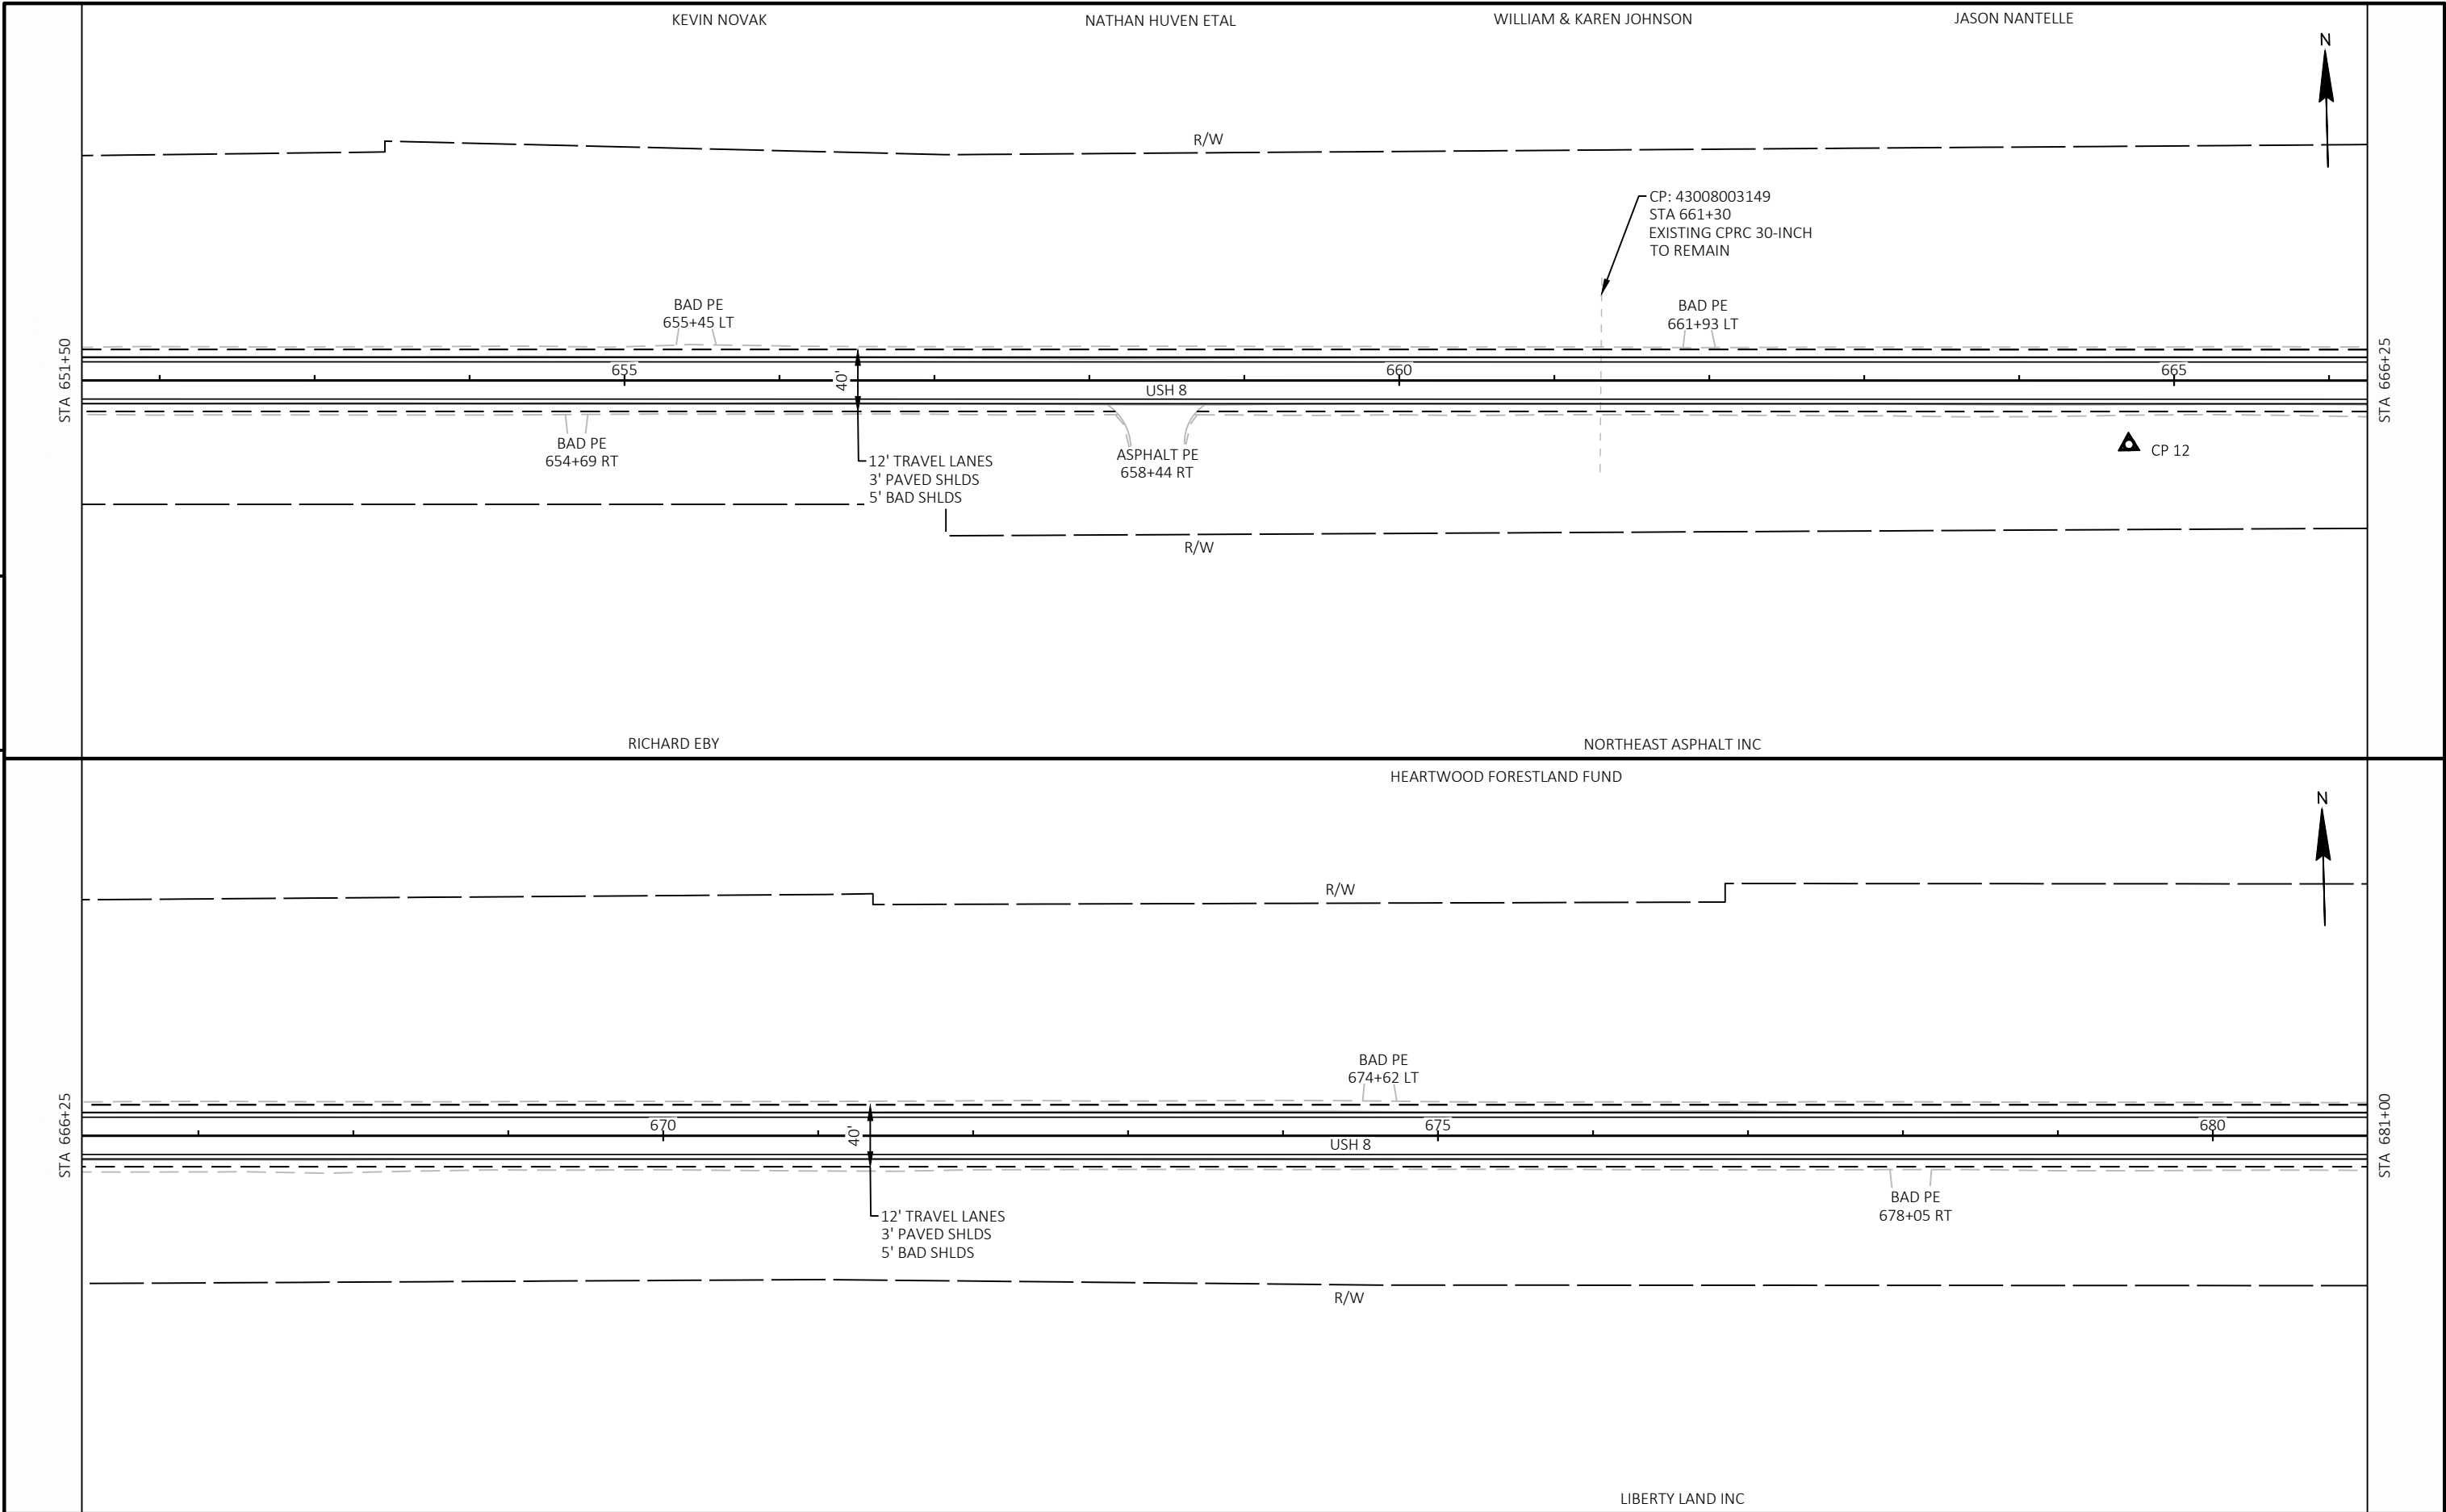 KEVIN NOVAK
NATHAN HUVEN ETAL
WILLIAM & KAREN JOHNSON
JASON NANTELLE
N
R/W
CP: 43008003149
STA 661+30
EXISTING CPRC 30-INCH
TO REMAIN
BAD PE
655+45 LT
BAD PE
661+93 LT
STA 651+50
655
660
665
STA 666+25
40'
USH 8
BAD PE
654+69 RT
12' TRAVEL LANES
3' PAVED SHLDS
5' BAD SHLDS
ASPHALT PE
658+44 RT
CP 12
R/W
RICHARD EBY
NORTHEAST ASPHALT INC
HEARTWOOD FORESTLAND FUND
N
R/W
BAD PE
674+62 LT
STA 666+25
670
675
680
STA 681+00
40'
USH 8
12' TRAVEL LANES
3' PAVED SHLDS
5' BAD SHLDS
BAD PE
678+05 RT
R/W
LIBERTY LAND INC